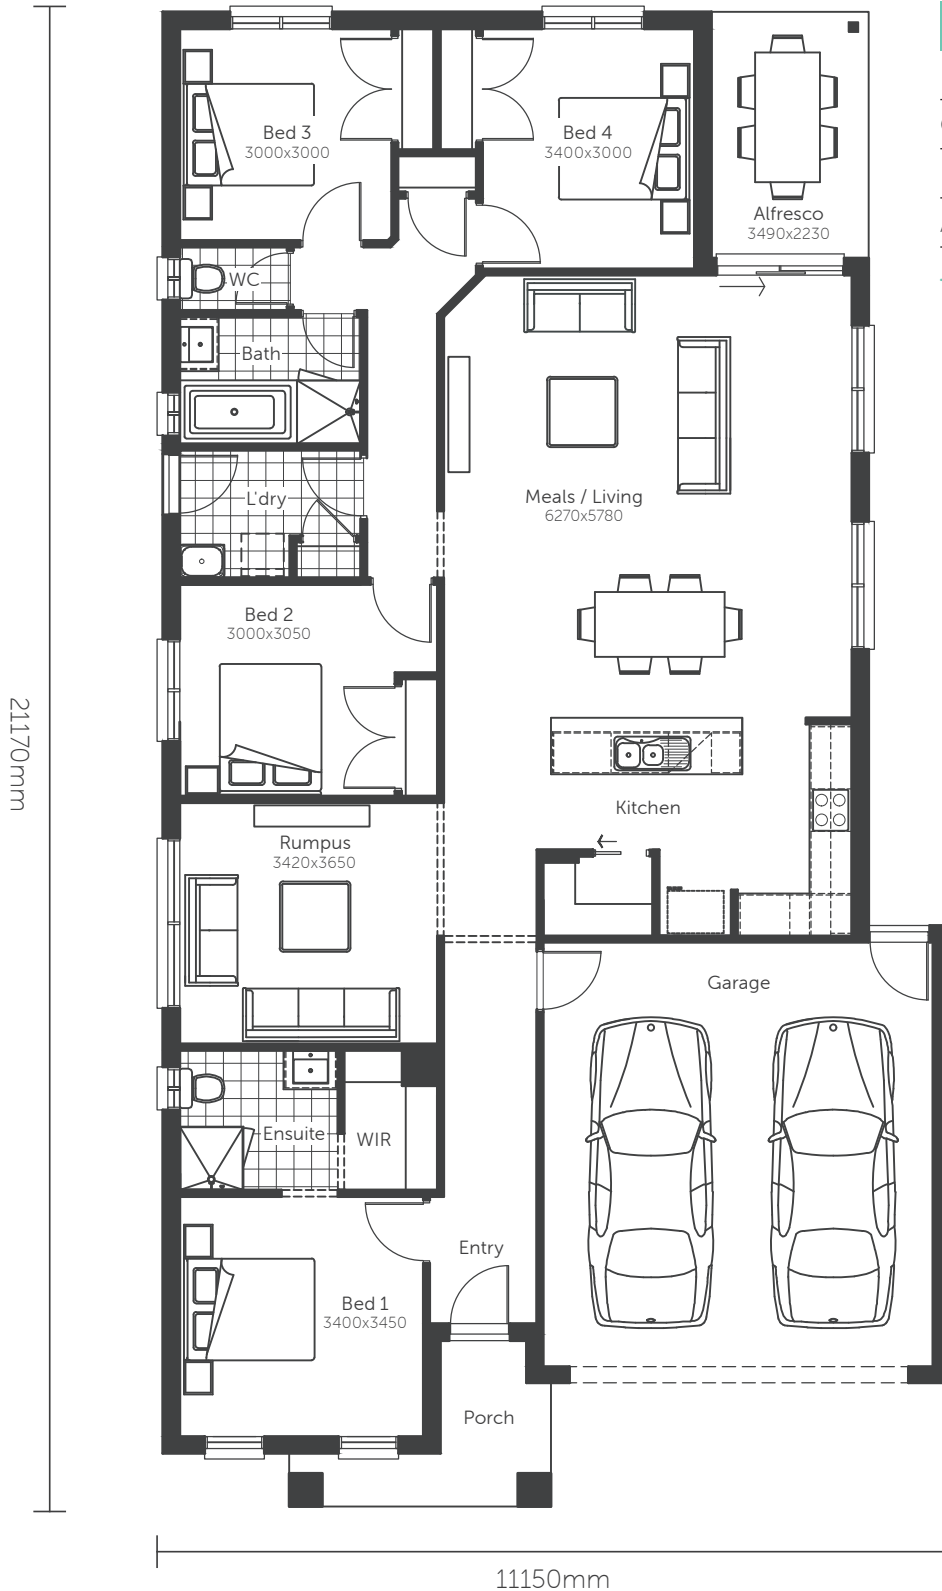 Bed 3
3000x3000
Bed 4
3400x3000
Alfresco
3490x2230
WC
Bath
Meals / Living
6270x5780
L'dry
Bed 2
3000x3050
21170mm
Kitchen
Rumpus
3420x3650
Garage
Ensuite
WIR
Entry
Bed 1
3400x3450
Porch
11150mm